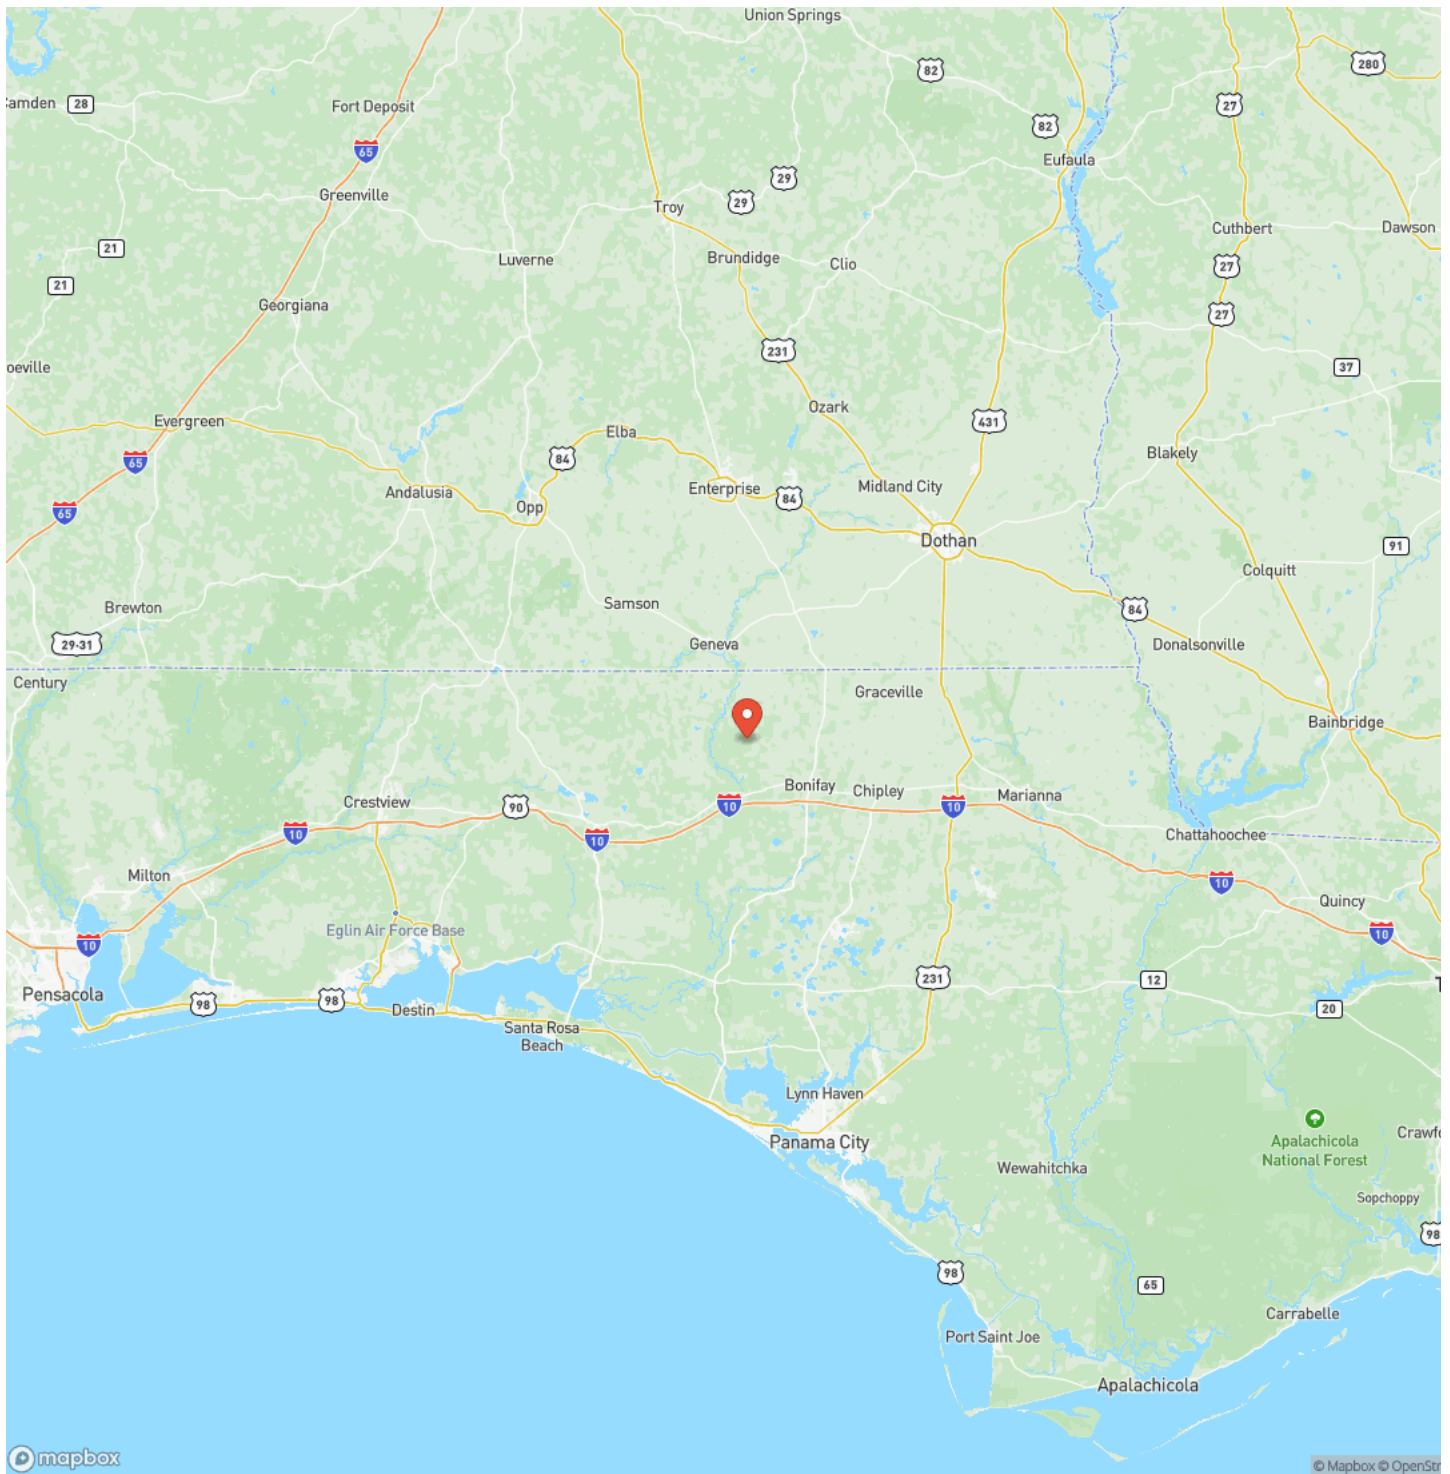 Union Springs
82
280
Camden
28
Fort Deposit
27
65
82
Eufaula
29
Greenville
29
Troy
21
Cuthbert
Dawson
Luverne
Brundidge
Clio
27
21
Georgiana
27
231
oeville
37
Ozark
Evergreen
431
Elba
65
84
Blakely
Andalusia
Enterprise
84
Midland City
65
Opp
Dothan
91
Colquitt
Brewton
Samson
84
29-31
Geneva
Donalsonville
Century
Graceville
Bainbridge
Bonifay
Chipley
Marianna
Crestview
90
10
10
10
10
Chattahoochee
Milton
10
Quincy
Eglin Air Force Base
10
10
231
12
Pensacola
98
98
Destin
20
T
Santa Rosa
Beach
Lynn Haven
Panama City
Apalachicola
National Forest
Crawfo
Wewahitchka
Sopchoppy
98
98
65
Carrabelle
Port Saint Joe
Apalachicola
mapbox
© Mapbox © OpenStr